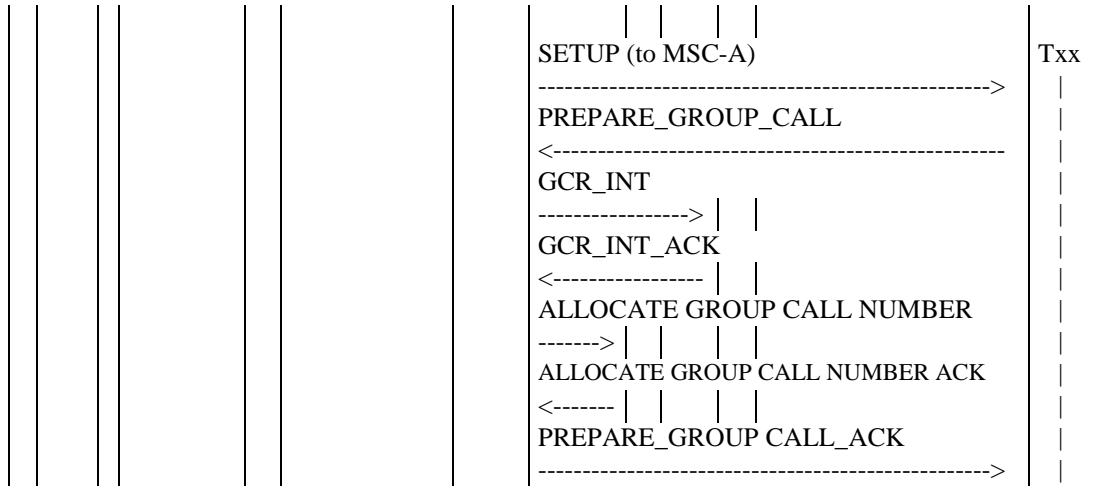 SETUP (to MSC-A) Txx
---------------------------------------------------->
PREPARE_GROUP_CALL
<----------------------------------------------------
GCR_INT
----------------->
GCR_INT_ACK
<-----------------
ALLOCATE GROUP CALL NUMBER
------->
ALLOCATE GROUP CALL NUMBER ACK
<-------
PREPARE_GROUP CALL_ACK
---------------------------------------------------->